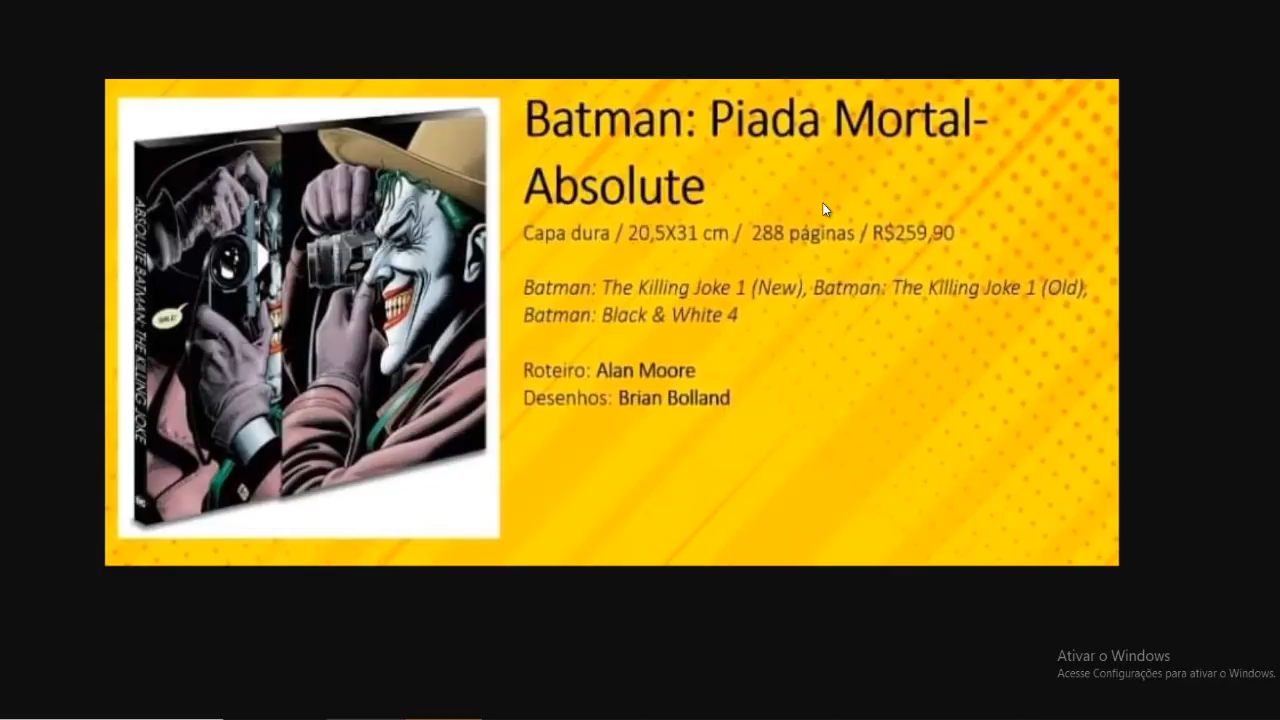 Batman: Piada Mortal-
Absolute
Capa dura / 20,5X31 cm / 288 páginas / R$259,90
Batman: The Killing Joke 1 (New), Batman: The Killing Joke 1 (Old),
Batman: Black & White 4
Roteiro: Alan Moore
Desenhos: Brian Bolland
ABSOLUTE BATMAN: THE KILLING JOKE
Ativar o Windows
Acesse Configurações para ativar o Windows.